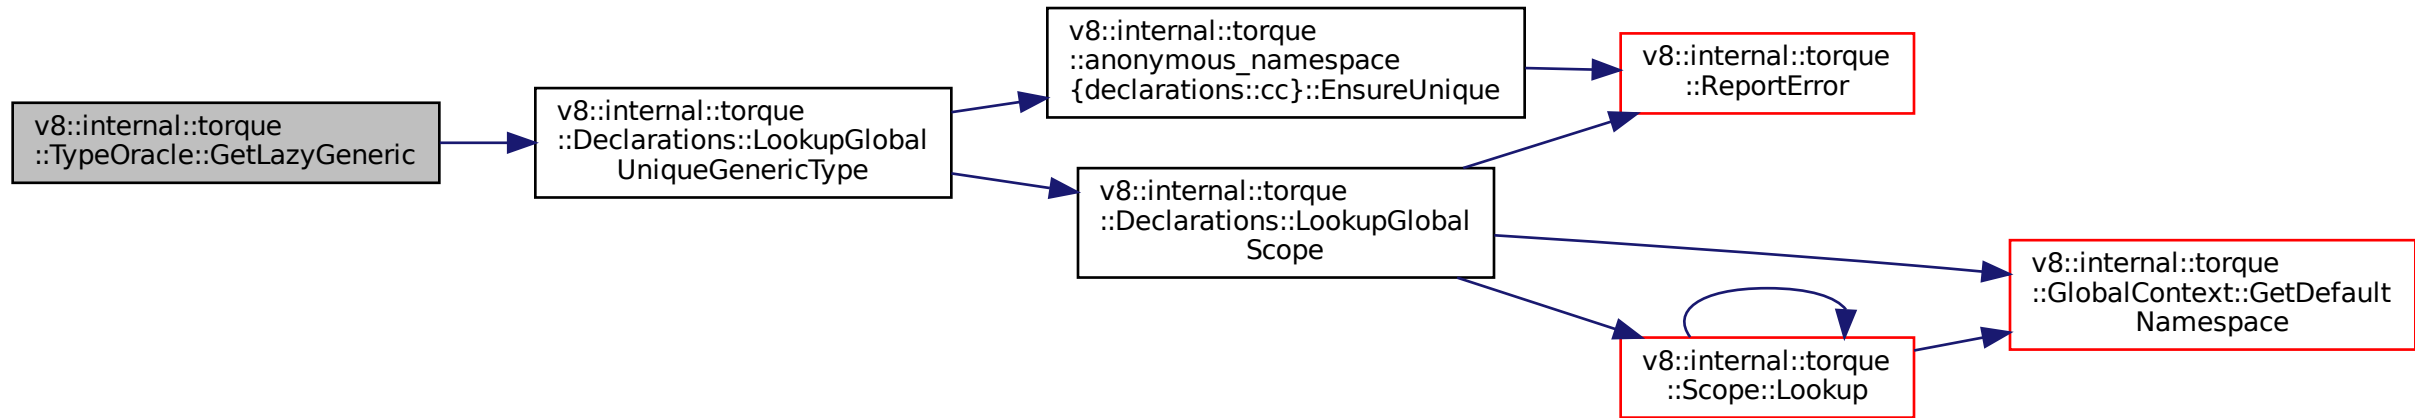 v8::internal::torque
::TypeOracle::GetLazyGeneric
v8::internal::torque
::Declarations::LookupGlobal
UniqueGenericType
v8::internal::torque
::anonymous_namespace
{declarations::cc}::EnsureUnique
v8::internal::torque
::ReportError
v8::internal::torque
::Declarations::LookupGlobal
Scope
v8::internal::torque
::GlobalContext::GetDefault
Namespace
v8::internal::torque
::Scope::Lookup